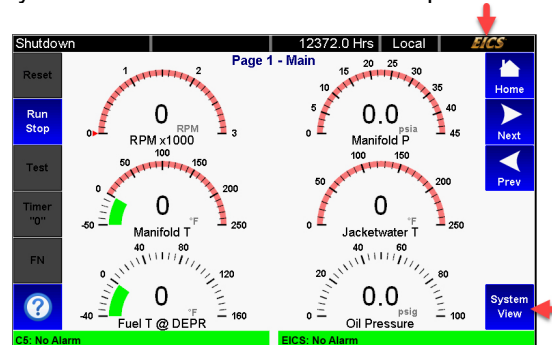 Shutdown 12372.0 Hrs Local EICS
Page 1 - Main
Reset
Run
Stop
Test
Timer
"0"
FN
?
1 2
0 3
0 RPM
RPM x1000
15 20 25 30
10 35
5 40
0 45
0.0 psia
Manifold P
50 100 150
0 200
-50 250
0 °F
Manifold T
100 150
50 200
0 250
0 °F
Jacketwater T
40 80
0 120
-40 160
0 °F
Fuel T @ DEPR
40 60
20 80
0 100
0.0 psig
Oil Pressure
Home
Next
Prev
System
View
C5: No Alarm EICS: No Alarm